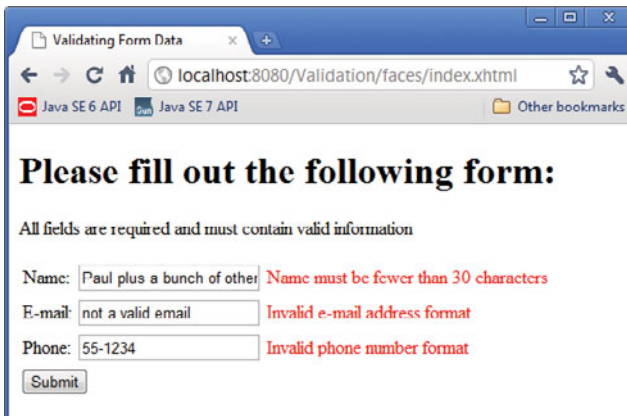 Validating Form Data
localhost:8080/Validation/faces/index.xhtml
Java SE 6 API Sun Java SE 7 API Other bookmarks
Please fill out the following form:
All fields are required and must contain valid information
Name: Paul plus a bunch of other Name must be fewer than 30 characters
E-mail: not a valid email Invalid e-mail address format
Phone: 55-1234 Invalid phone number format
Submit